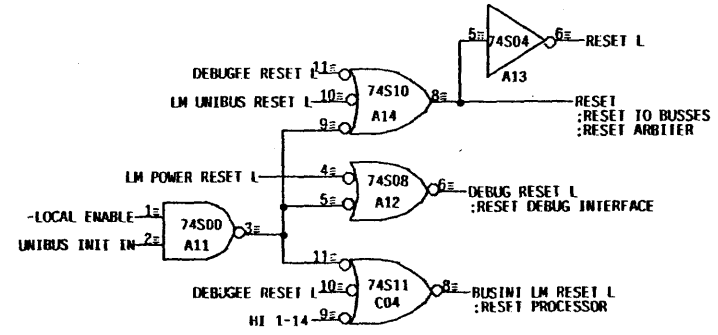 5 74S04 6 RESET L
A13
DEBUGEE RESET L 11
74S10
LM UNIBUS RESET L 10 8 RESET
A14 :RESET TO BUSSES
9 :RESET ARBITER
LM POWER RESET L 4
74S08 6 DEBUG RESET L
5 A12 :RESET DEBUG INTERFACE
-LOCAL ENABLE 1
74S00 3
UNIBUS INIT IN 2 A11
11
74S11 8 BUSINT LM RESET L
DEBUGEE RESET L 10 :RESET PROCESSOR
C04
HI 1-14 9